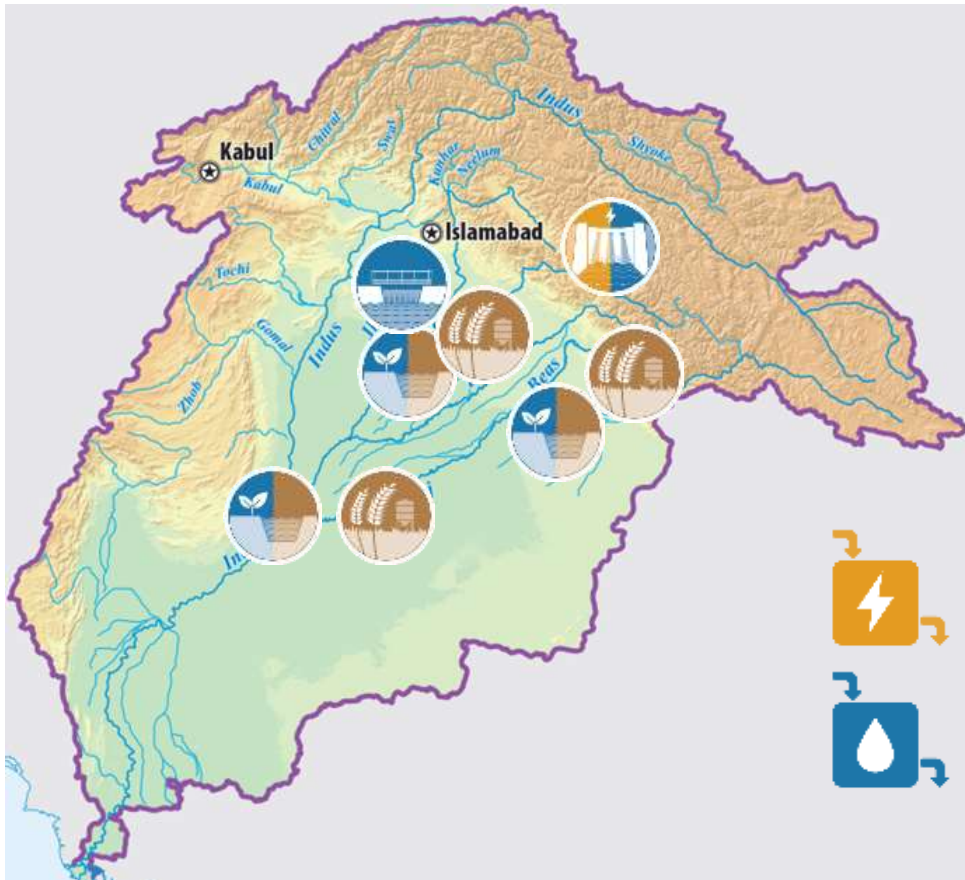 Indus
Shyoke
Chitral
Swat
Kabul
Kabul
Kunhar
Neelum
Islamabad
Tochi
Indus
Gomal
Beas
Zhob